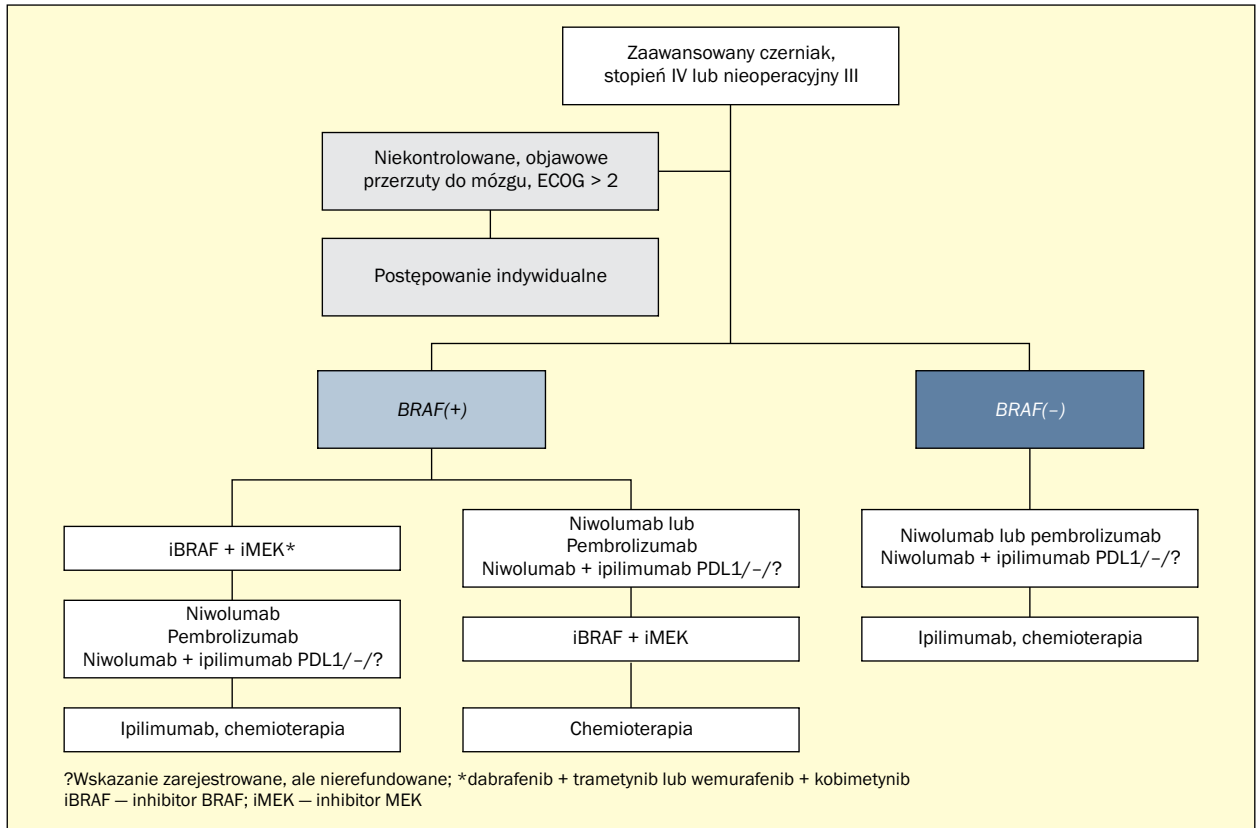 Zaawansowany czerniak,
stopień IV lub nieoperacyjny III
Niekontrolowane, objawowe
przerzuty do mózgu, ECOG > 2
Postępowanie indywidualne
BRAF(+)
BRAF(–)
iBRAF + iMEK*
Niwolumab
Pembrolizumab
Niwolumab + ipilimumab PDL1/–/?
Ipilimumab, chemioterapia
Niwolumab lub
Pembrolizumab
Niwolumab + ipilimumab PDL1/–/?
iBRAF + iMEK
Chemioterapia
Niwolumab lub pembrolizumab
Niwolumab + ipilimumab PDL1/–/?
Ipilimumab, chemioterapia
?Wskazanie zarejestrowane, ale nierefundowane; *dabrafenib + trametynib lub wemurafenib + kobimetynib
iBRAF — inhibitor BRAF; iMEK — inhibitor MEK